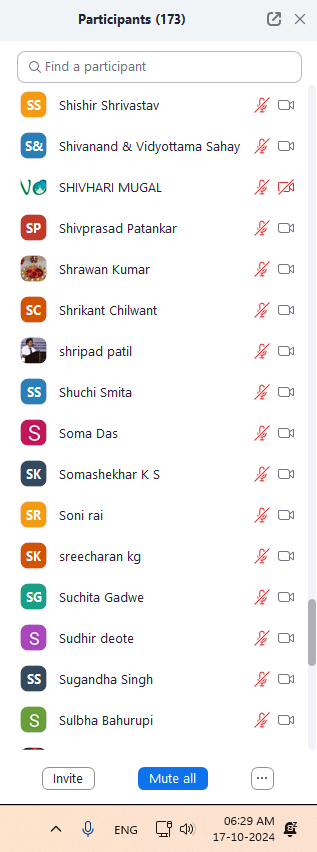 Participants (173)
Find a participant
SS Shishir Shrivastav
S& Shivanand & Vidyottama Sahay
VO SHIVHARI MUGAL
SP Shivprasad Patankar
Shrawan Kumar
SC Shrikant Chilwant
shripad patil
SS Shuchi Smita
S Soma Das
SK Somashekhar K S
SR Soni rai
SK sreecharan kg
SG Suchita Gadwe
S Sudhir deote
SS Sugandha Singh
S Sulbha Bahurupi
Invite Mute all ...
ENG 06:29 AM
17-10-2024